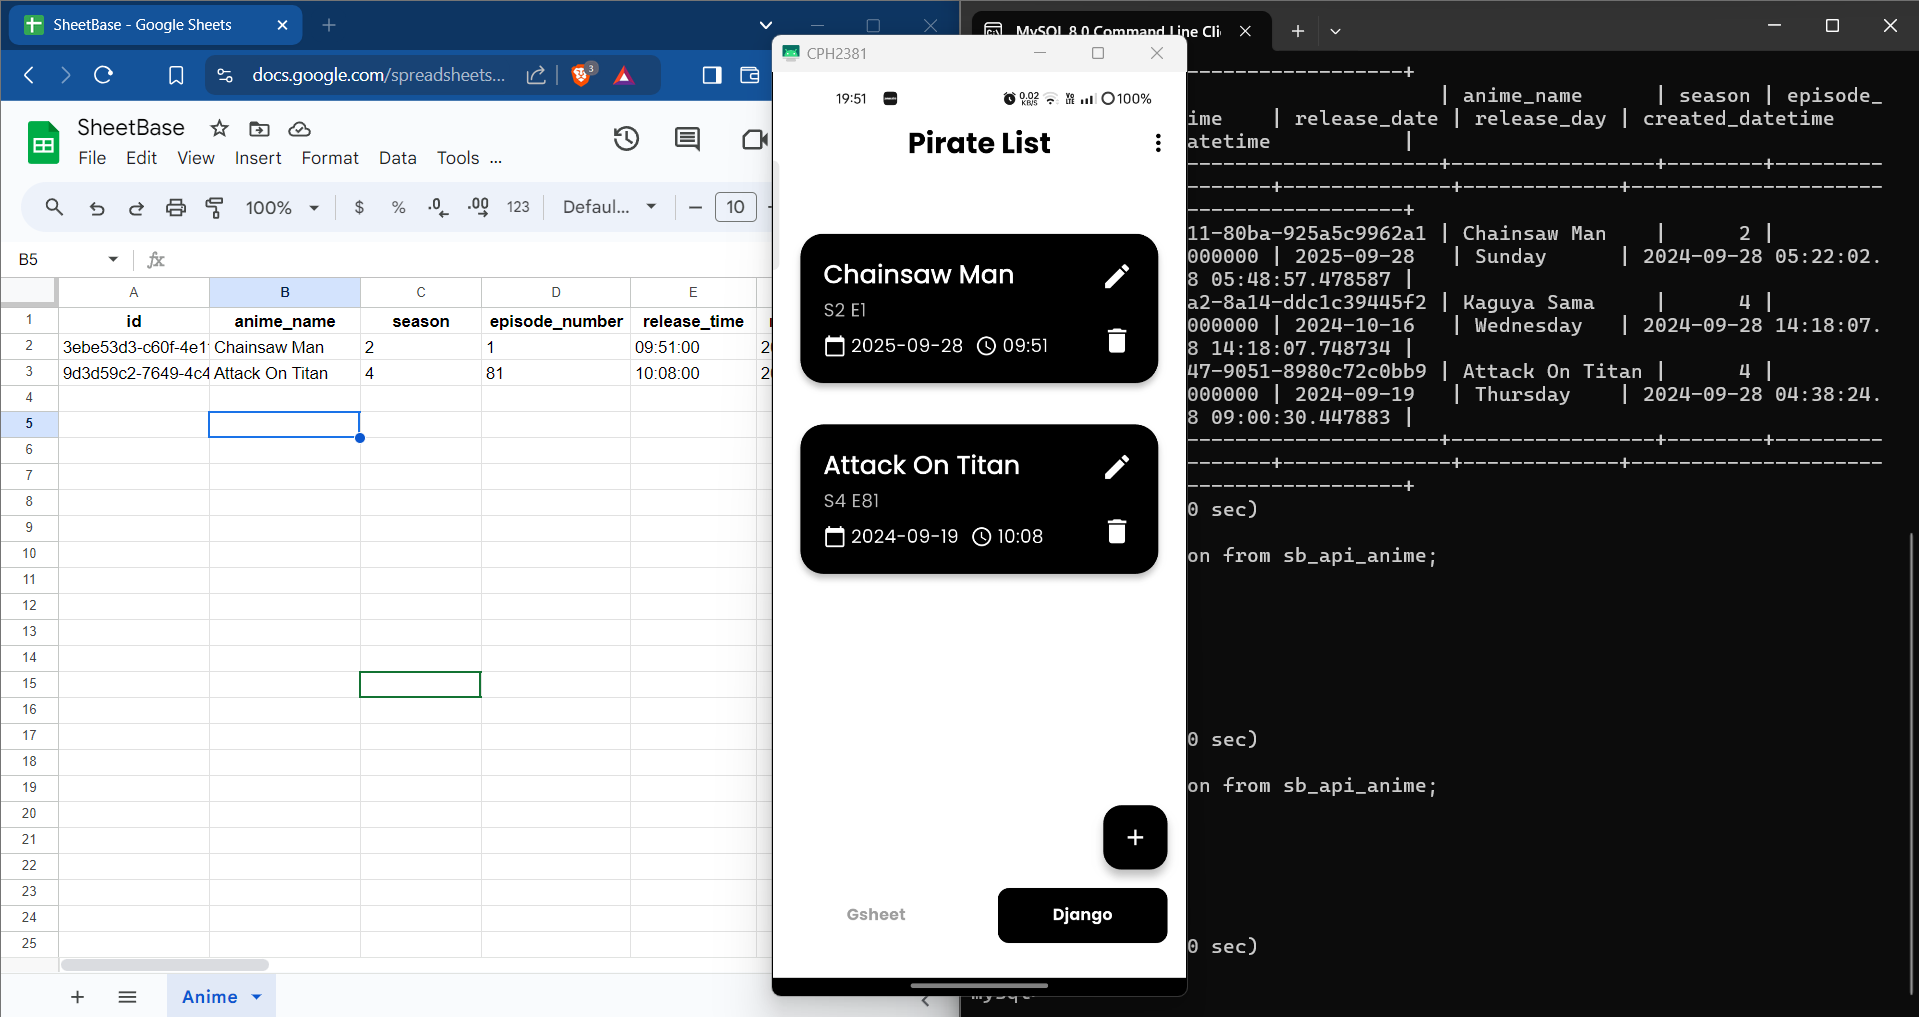 SheetBase - Google Sheets
docs.google.com/spreadsheets...
3
SheetBase
File Edit View Insert Format Data Tools ...
100% $ % .0 .00 123 Defaul... 10
B5 fx
A B C D E
1 id anime_name season episode_number release_time
2 3ebe53d3-c60f-4e1 Chainsaw Man 2 1 09:51:00 20
3 9d3d59c2-7649-4c4 Attack On Titan 4 81 10:08:00 20
4
5
6
7
8
9
10
11
12
13
14
15
16
17
18
19
20
21
22
23
24
25
Anime
CPH2381
19:51 0.02 KB/S 100%
Pirate List
Chainsaw Man
S2 E1
2025-09-28 09:51
Attack On Titan
S4 E81
2024-09-19 10:08
+
Gsheet Django
MySQL 8.0 Command Line Cli
------------------+
| anime_name | season | episode_
ime | release_date | release_day | created_datetime
atetime |
---------------------+-----------------+--------+---------
-------+--------------+-------------+---------------------
------------------+
11-80ba-925a5c9962a1 | Chainsaw Man | 2 |
000000 | 2025-09-28 | Sunday | 2024-09-28 05:22:02.
8 05:48:57.478587 |
a2-8a14-ddc1c39445f2 | Kaguya Sama | 4 |
000000 | 2024-10-16 | Wednesday | 2024-09-28 14:18:07.
8 14:18:07.748734 |
47-9051-8980c72c0bb9 | Attack On Titan | 4 |
000000 | 2024-09-19 | Thursday | 2024-09-28 04:38:24.
8 09:00:30.447883 |
---------------------+-----------------+--------+---------
-------+--------------+-------------+---------------------
------------------+
0 sec)
on from sb_api_anime;
0 sec)
on from sb_api_anime;
0 sec)
mysql>